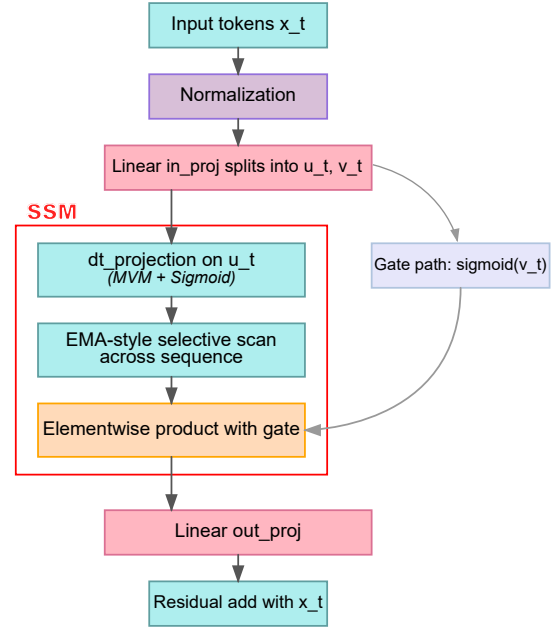 Input tokens x_t
Normalization
Linear in_proj splits into u_t, v_t
SSM
dt_projection on u_t
(MVM + Sigmoid)
Gate path: sigmoid(v_t)
EMA-style selective scan
across sequence
Elementwise product with gate
Linear out_proj
Residual add with x_t